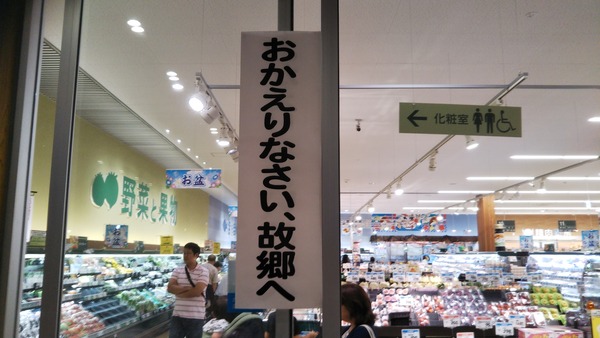 おかえりなさい、故郷へ
野菜と果物
お盆
← 化粧室